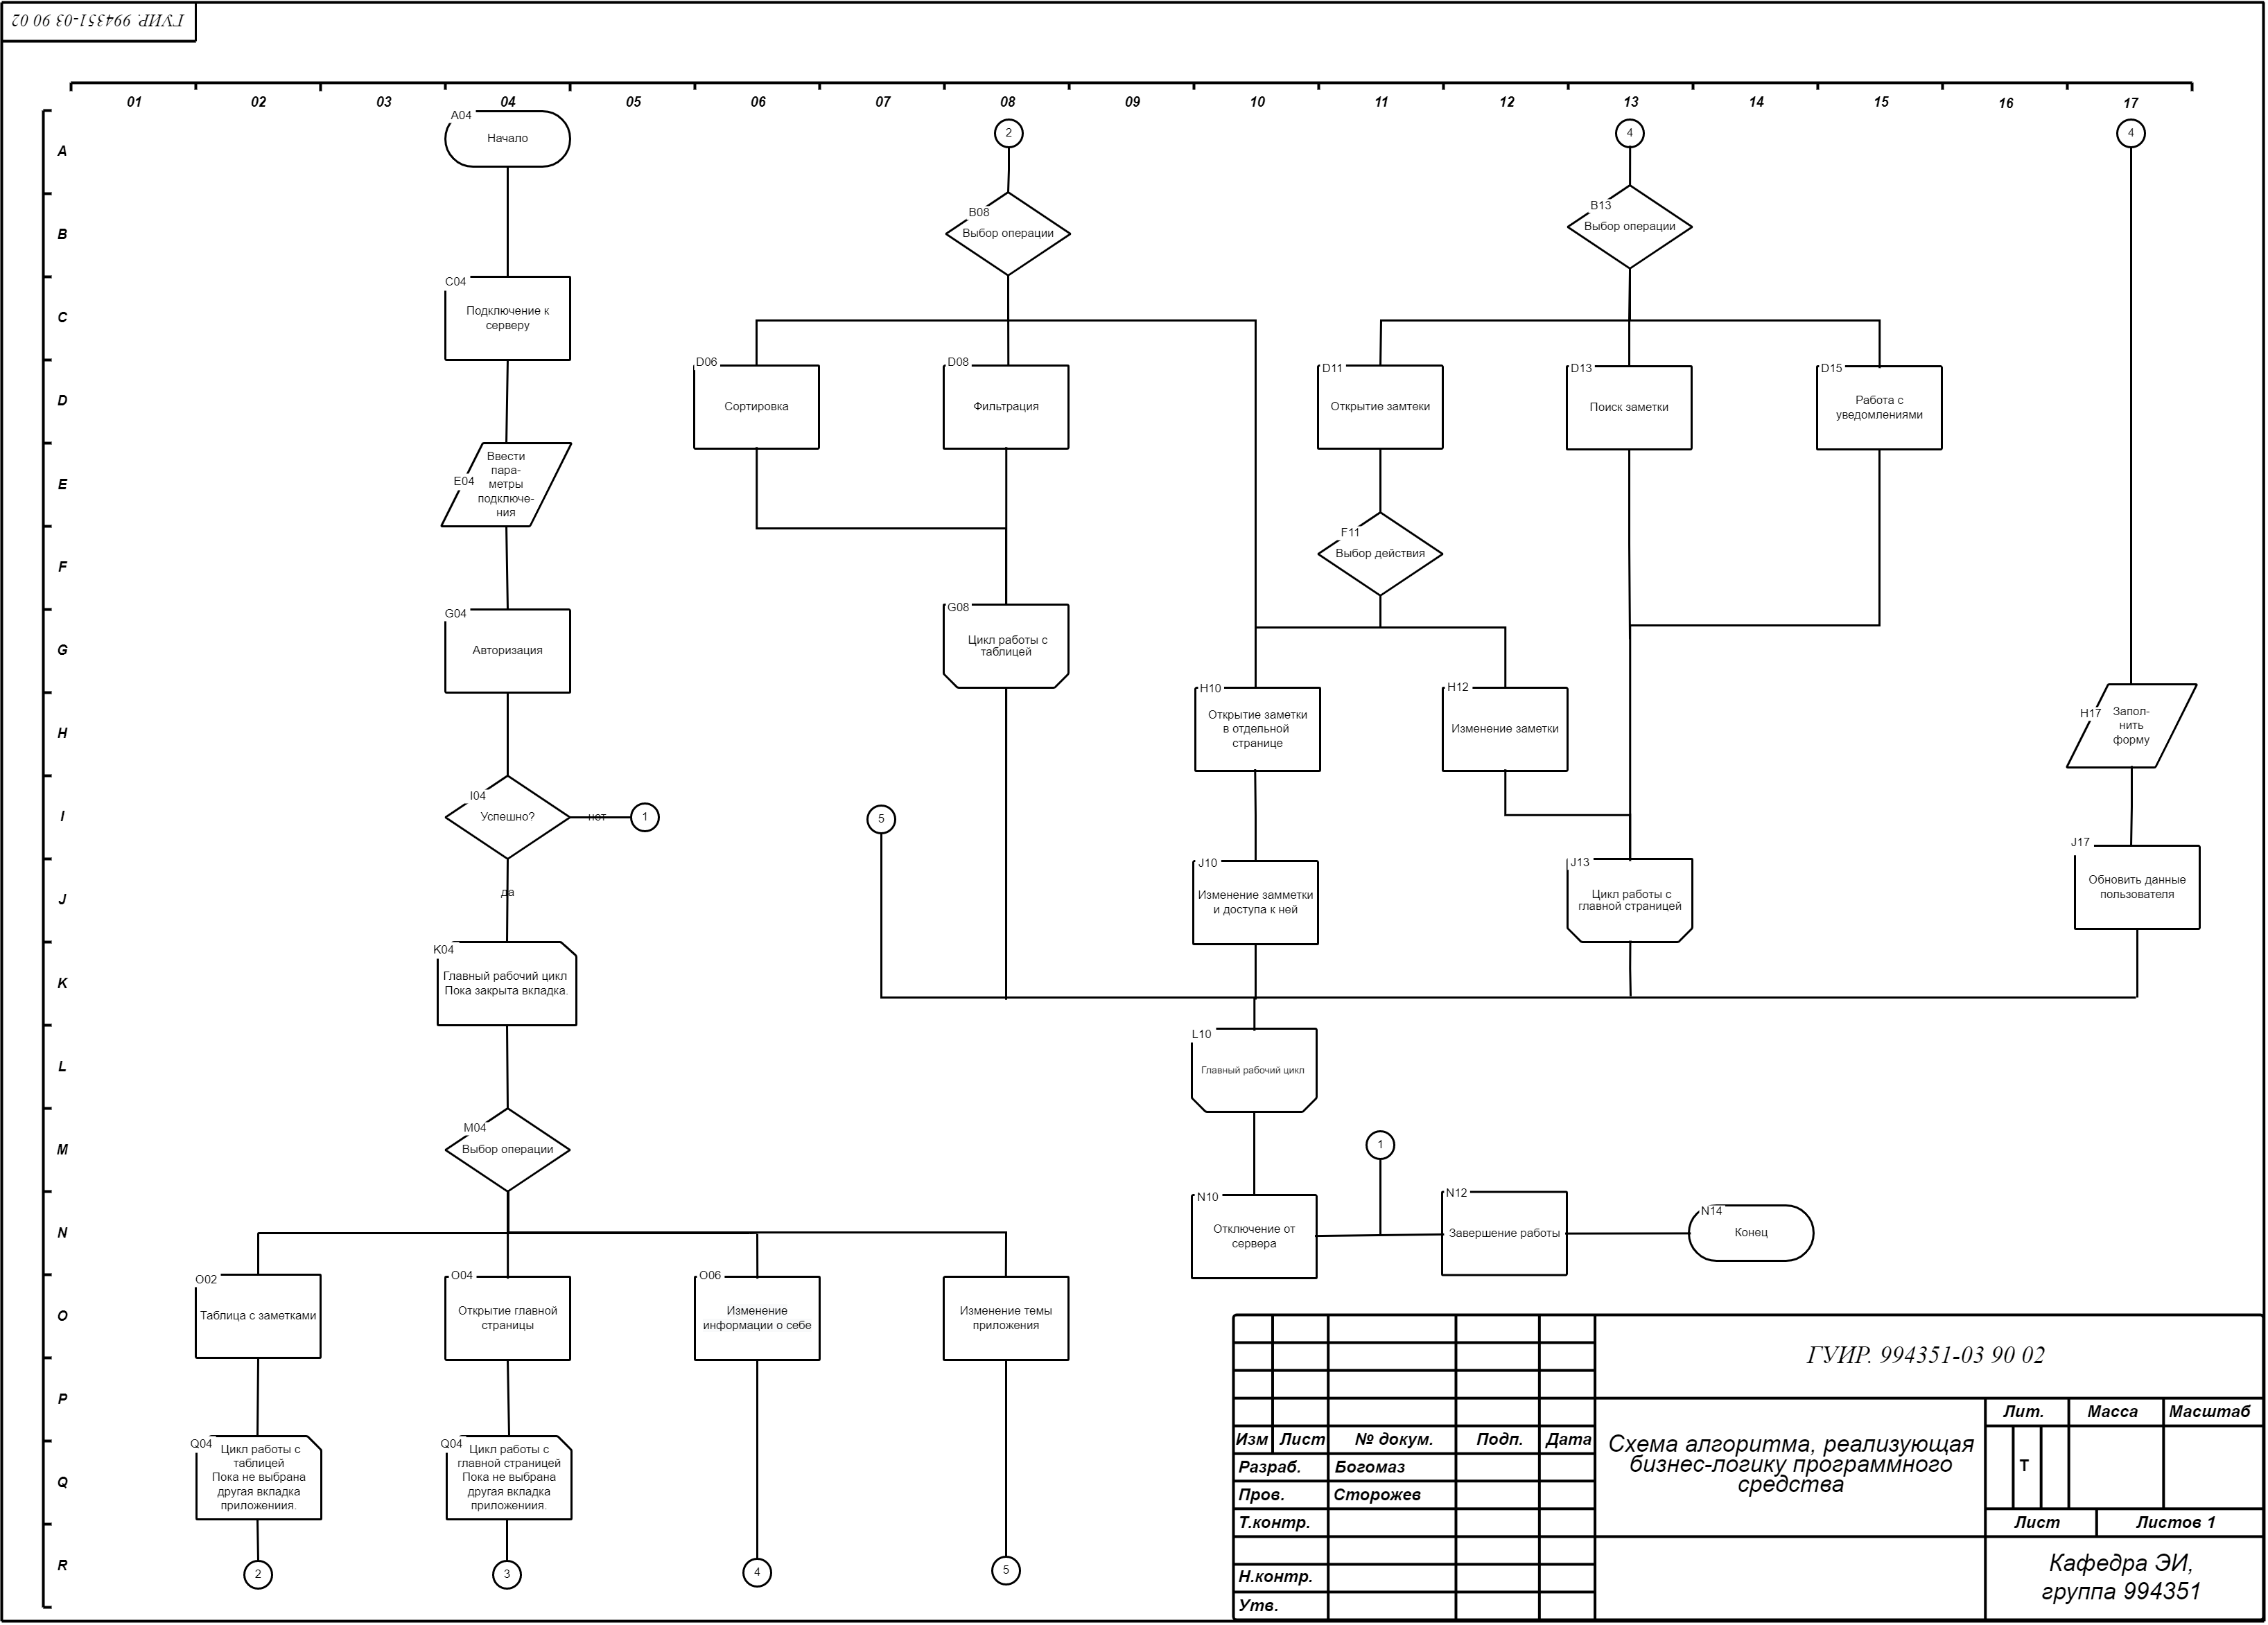 ГУИР. 994351-03 90 02
01 02 03 04 05 06 07 08 09 10 11 12 13 14 15 16 17
A
B
C
D
E
F
G
H
I
J
K
L
M
N
O
P
Q
R
A04
Начало
C04
Подключение к
серверу
E04
Ввести
пара-
метры
подключе-
ния
G04
Авторизация
I04
Успешно?
нет
1
да
K04
Главный рабочий цикл
Пока закрыта вкладка.
M04
Выбор операции
O02
Таблица с заметками
O04
Открытие главной
страницы
O06
Изменение
информации о себе
Изменение темы
приложения
Q04
Цикл работы с
таблицей
Пока не выбрана
другая вкладка
приложениия.
Q04
Цикл работы с
главной страницей
Пока не выбрана
другая вкладка
приложениия.
2
3
4
5
2
B08
Выбор операции
D06
Сортировка
D08
Фильтрация
G08
Цикл работы с
таблицей
5
4
B13
Выбор операции
D11
Открытие замтеки
D13
Поиск заметки
D15
Работа с
уведомлениями
F11
Выбор действия
H10
Открытие заметки
в отдельной
странице
H12
Изменение заметки
J10
Изменение замметки
и доступа к ней
J13
Цикл работы с
главной страницей
4
H17
Запол-
нить
форму
J17
Обновить данные
пользователя
L10
Главный рабочий цикл
1
N10
Отключение от
сервера
N12
Завершение работы
N14
Конец
ГУИР. 994351-03 90 02
Изм Лист № докум. Подп. Дата
Разраб. Богомаз
Пров. Сторожев
Т.контр.
Н.контр.
Утв.
Схема алгоритма, реализующая
бизнес-логику программного
средства
Лит. Масса Масштаб
Т
Лист Листов 1
Кафедра ЭИ,
группа 994351